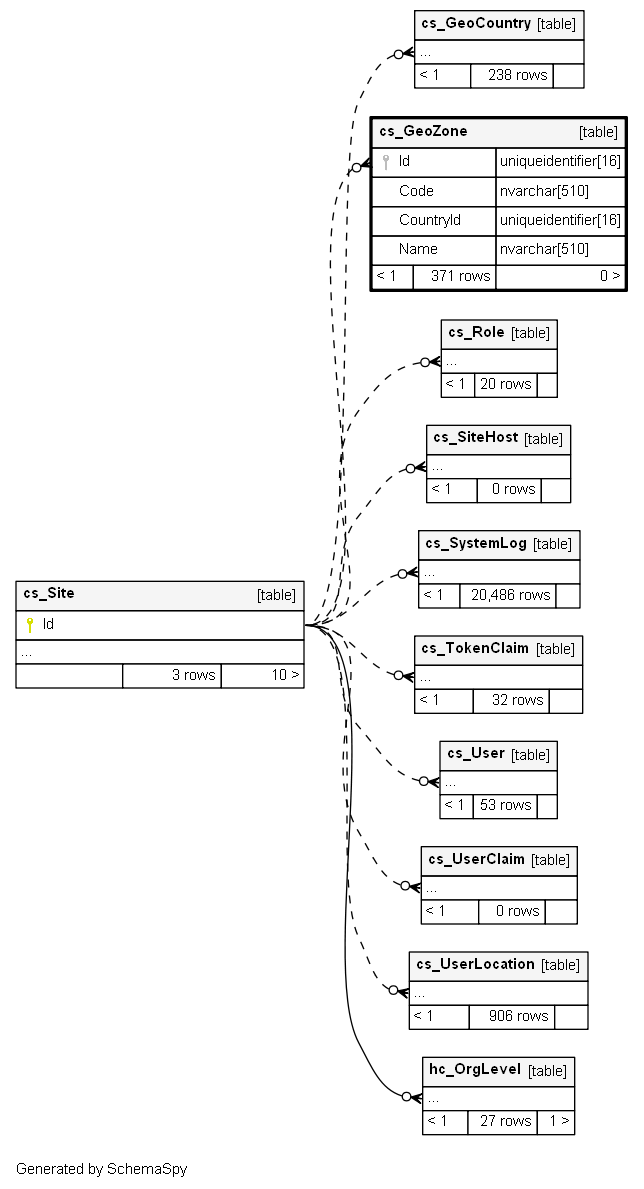 cs_GeoCountry [table]
...
< 1 238 rows
cs_GeoZone [table]
Id uniqueidentifier[16]
Code nvarchar[510]
CountryId uniqueidentifier[16]
Name nvarchar[510]
< 1 371 rows 0 >
cs_Role [table]
...
< 1 20 rows
cs_SiteHost [table]
...
< 1 0 rows
cs_SystemLog [table]
...
< 1 20,486 rows
cs_Site [table]
Id
...
3 rows 10 >
cs_TokenClaim [table]
...
< 1 32 rows
cs_User [table]
...
< 1 53 rows
cs_UserClaim [table]
...
< 1 0 rows
cs_UserLocation [table]
...
< 1 906 rows
hc_OrgLevel [table]
...
< 1 27 rows 1 >
Generated by SchemaSpy